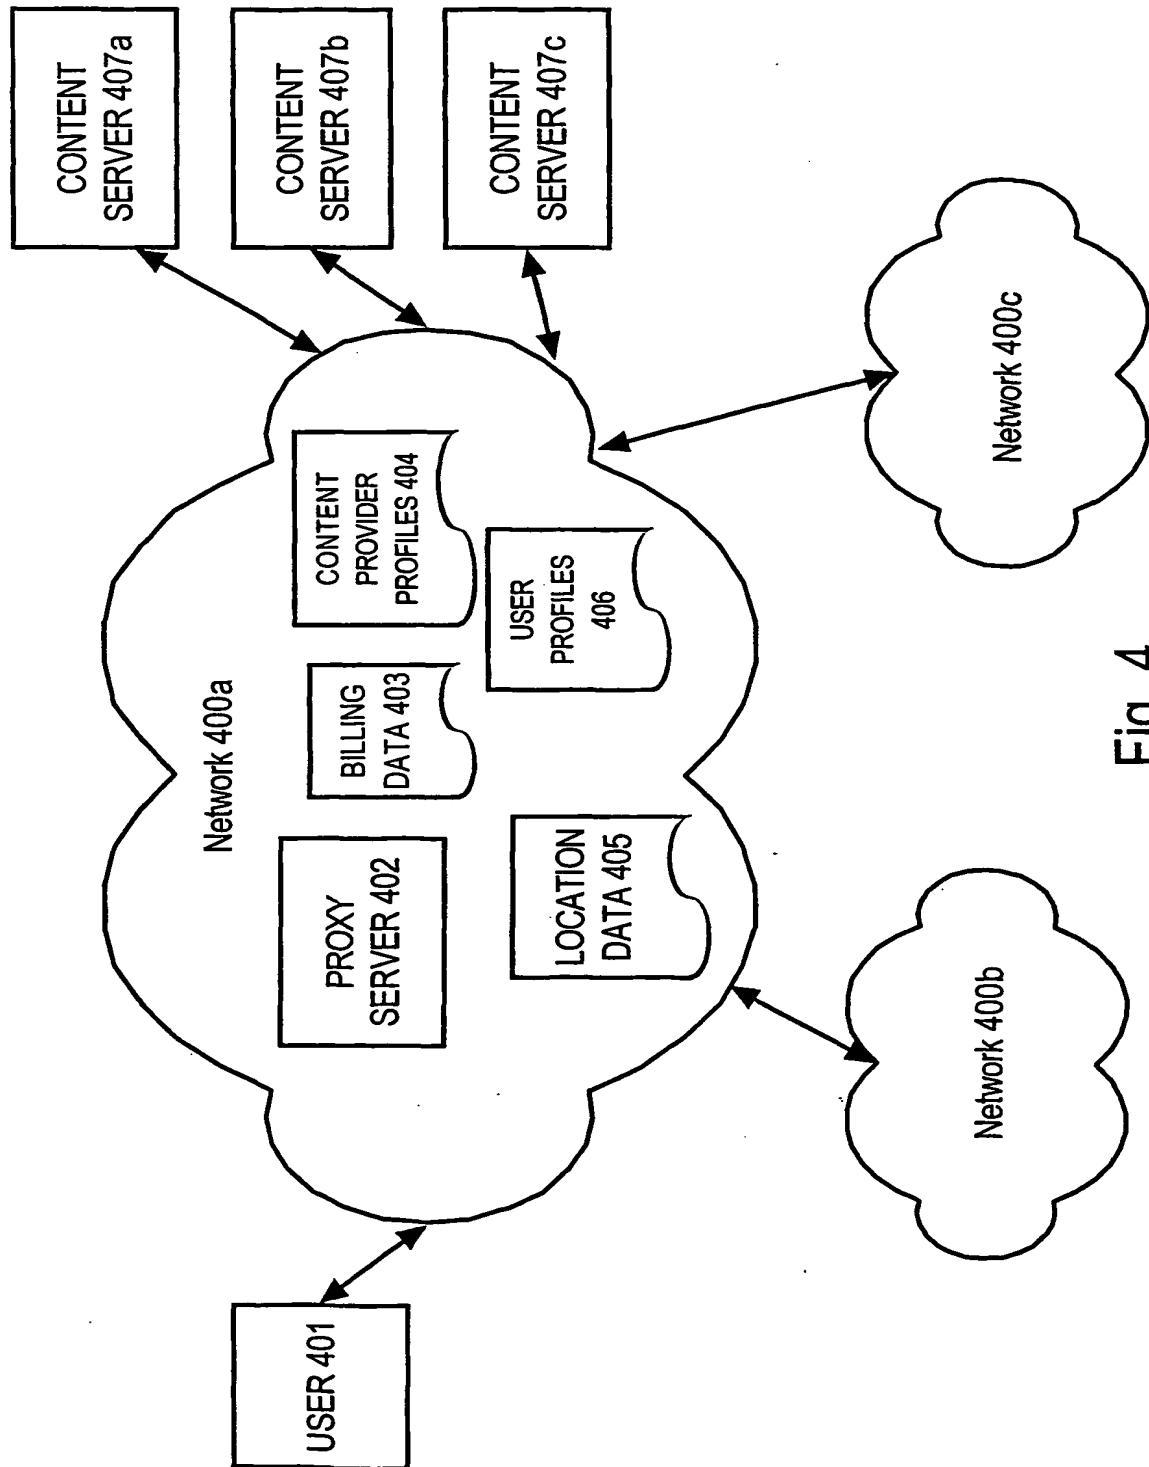 CONTENT
SERVER 407a
CONTENT
SERVER 407b
CONTENT
SERVER 407c
Network 400a
CONTENT
PROVIDER
PROFILES 404
BILLING
DATA 403
USER
PROFILES
406
PROXY
SERVER 402
LOCATION
DATA 405
USER 401
Network 400b
Network 400c
Fig. 4